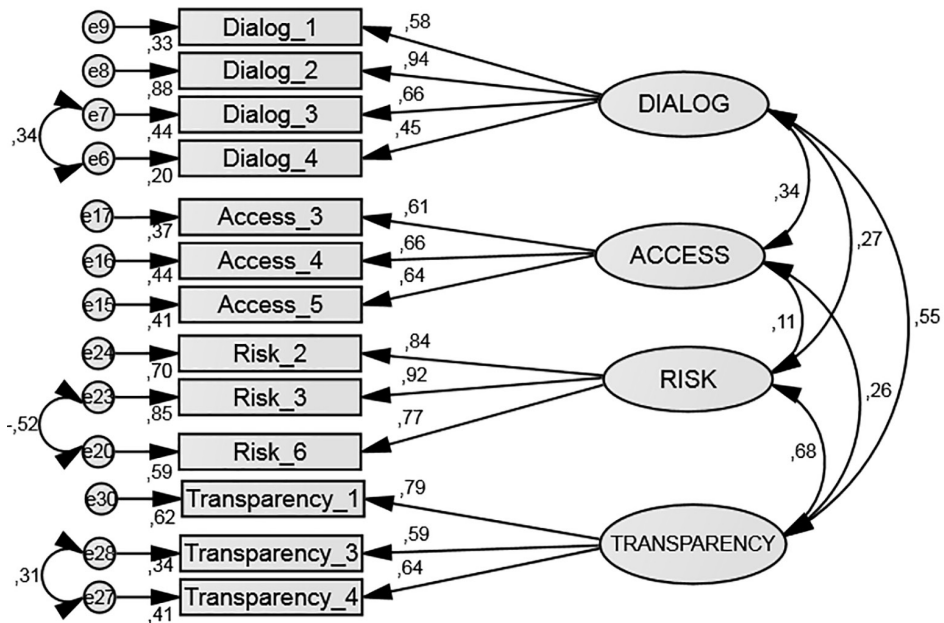 e9 Dialog_1 ,58
,33
e8 Dialog_2 ,94
,88
e7 Dialog_3 ,66 DIALOG
,34 ,44
e6 Dialog_4 ,45
,20
,34
e17 Access_3 ,61
,37
e16 Access_4 ,66 ACCESS ,27
,44
e15 Access_5 ,64
,41
,11 ,55
e24 Risk_2 ,84
,70
e23 Risk_3 ,92 RISK
-,52 ,85
,26
e20 Risk_6 ,77
,59
,68
e30 Transparency_1 ,79
,62
e28 Transparency_3 ,59 TRANSPARENCY
,31 ,34
e27 Transparency_4 ,64
,41